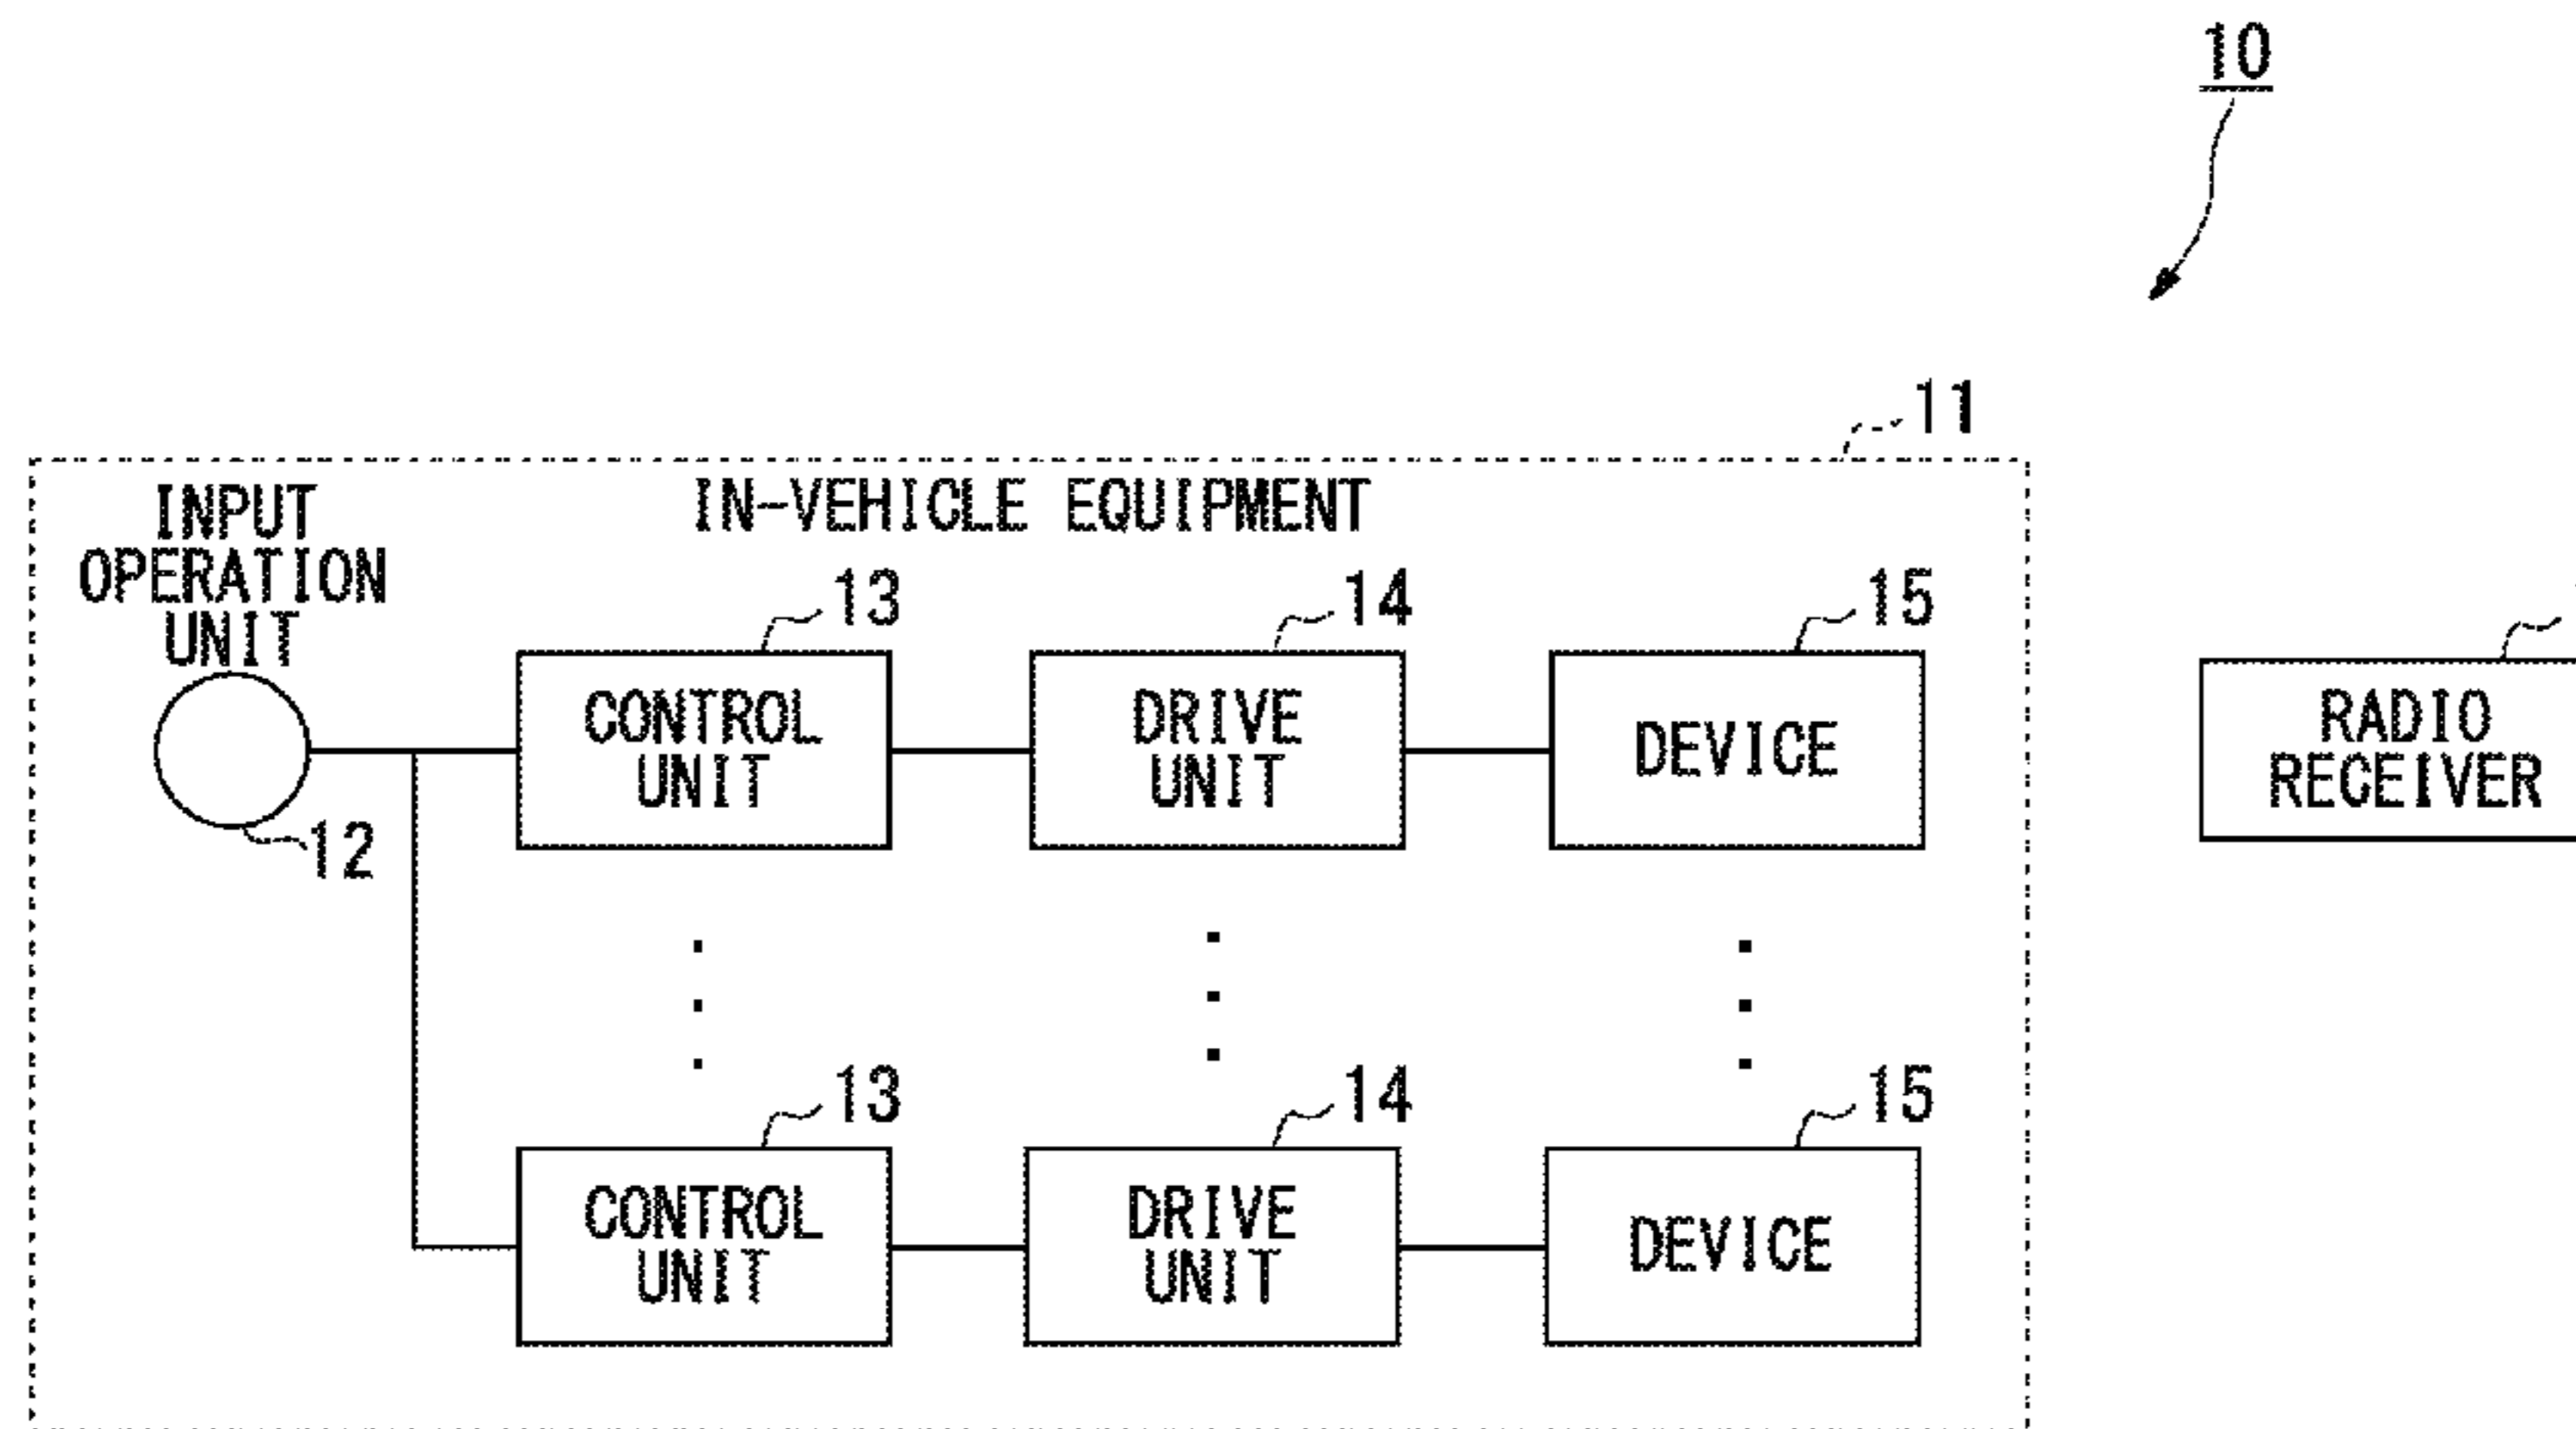 10
11
IN-VEHICLE EQUIPMENT
INPUT
OPERATION
UNIT
12
13
14
15
CONTROL
UNIT
DRIVE
UNIT
DEVICE
RADIO
RECEIVER
13
14
15
CONTROL
UNIT
DRIVE
UNIT
DEVICE